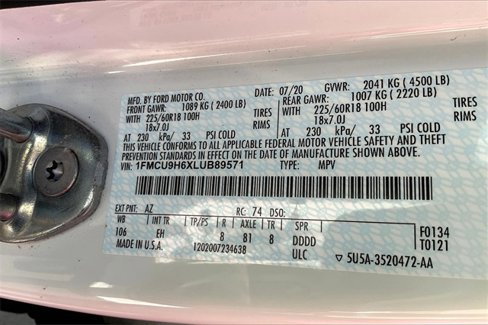 MFD. BY FORD MOTOR CO.
DATE: 07/20 GVWR: 2041 KG (4500 LB)
FRONT GAWR: 1089 KG (2400 LB) REAR GAWR: 1007 KG (2220 LB)
WITH 225/60R18 100H TIRES WITH 225/60R18 100H TIRES
18x7.0J RIMS 18x7.0J RIMS
AT 230 kPa/ 33 PSI COLD AT 230 kPa/ 33 PSI COLD
THIS VEHICLE CONFORMS TO ALL APPLICABLE FEDERAL MOTOR VEHICLE SAFETY, BUMPER, AND
THEFT PREVENTION STANDARDS IN EFFECT ON THE DATE OF MANUFACTURE SHOWN ABOVE.
VIN: 1FMCU9H6XLUB89571 TYPE: MPV
EXT PNT: AZ RC: 74 DSO:
WB INT TR TP/PS R AXLE TR SPR F0134
106 EH 8 81 8 DDDD T0121
MADE IN U.S.A. 1202007234638 ULC 5U5A-3520472-AA